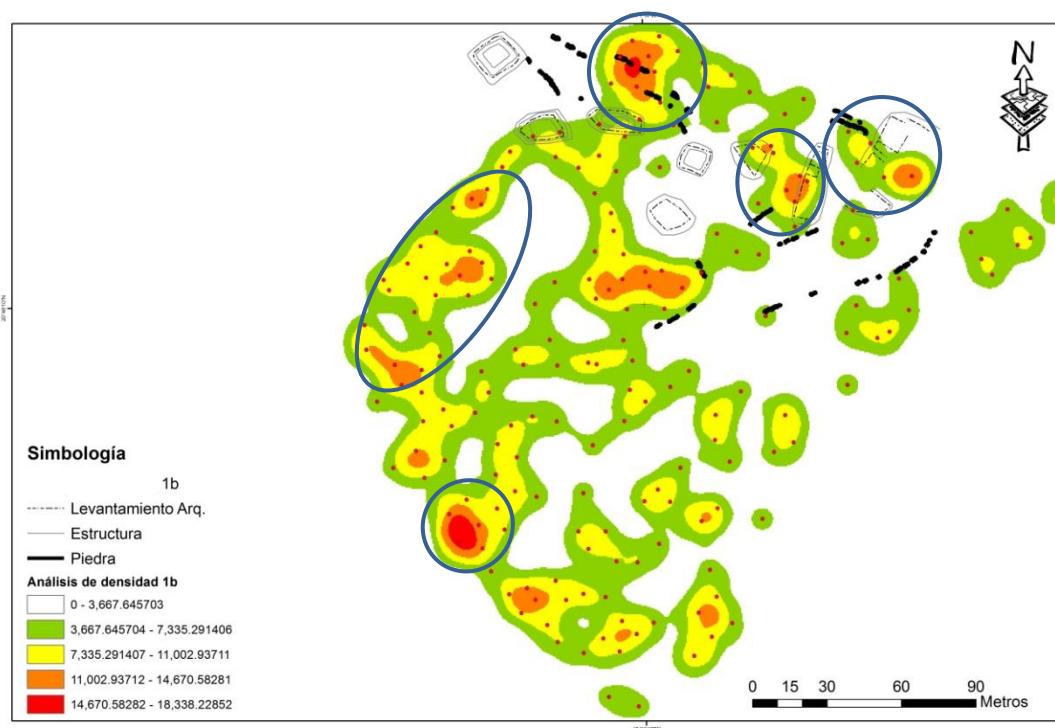 N
Simbología
1b
Levantamiento Arq.
Estructura
Piedra
Análisis de densidad 1b
0 - 3,667.645703
3,667.645704 - 7,335.291406
7,335.291407 - 11,002.93711
11,002.93712 - 14,670.58281
14,670.58282 - 18,338.22852
0 15 30 60 90
Metros